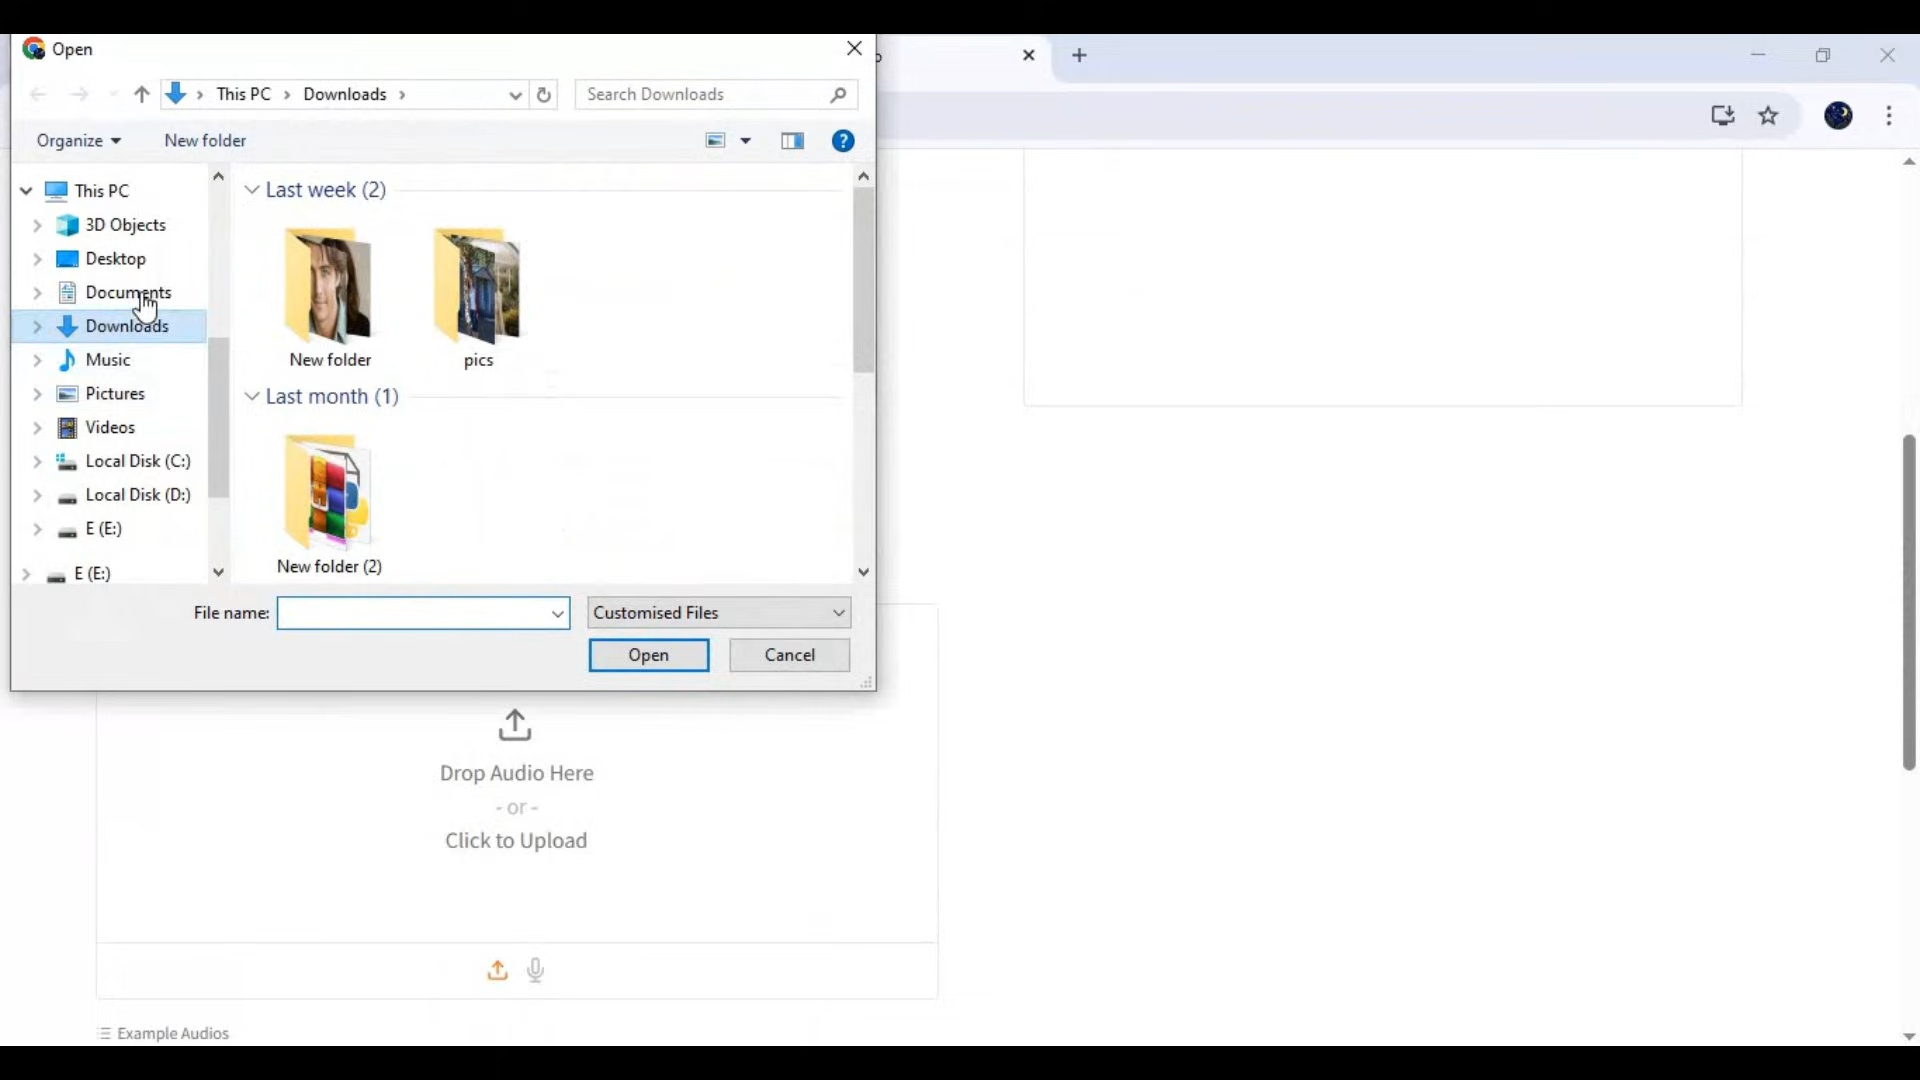 Open
This PC > Downloads >
Search Downloads
Organize
New folder
This PC
3D Objects
Desktop
Documents
Downloads
Music
Pictures
Videos
Local Disk (C:)
Local Disk (D:)
E (E:)
E (E:)
Last week (2)
New folder
pics
Last month (1)
New folder (2)
File name:
Customised Files
Open
Cancel
Drop Audio Here
- or -
Click to Upload
Example Audios